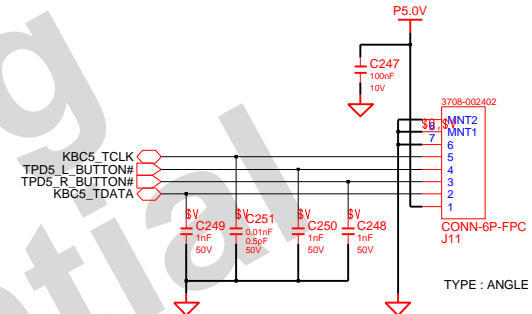 P5.0V
C247
100nF
10V
3708-002402
MNT2
MNT1
7
6
5
4
3
2
1
KBC5_TCLK
TPD5_L_BUTTON#
TPD5_R_BUTTON#
KBC5_TDATA
$V
$V
$V
$V
C249
1nF
50V
C251
0.01nF
0.5pF
50V
C250
1nF
50V
C248
1nF
50V
CONN-6P-FPC
J11
TYPE : ANGLE